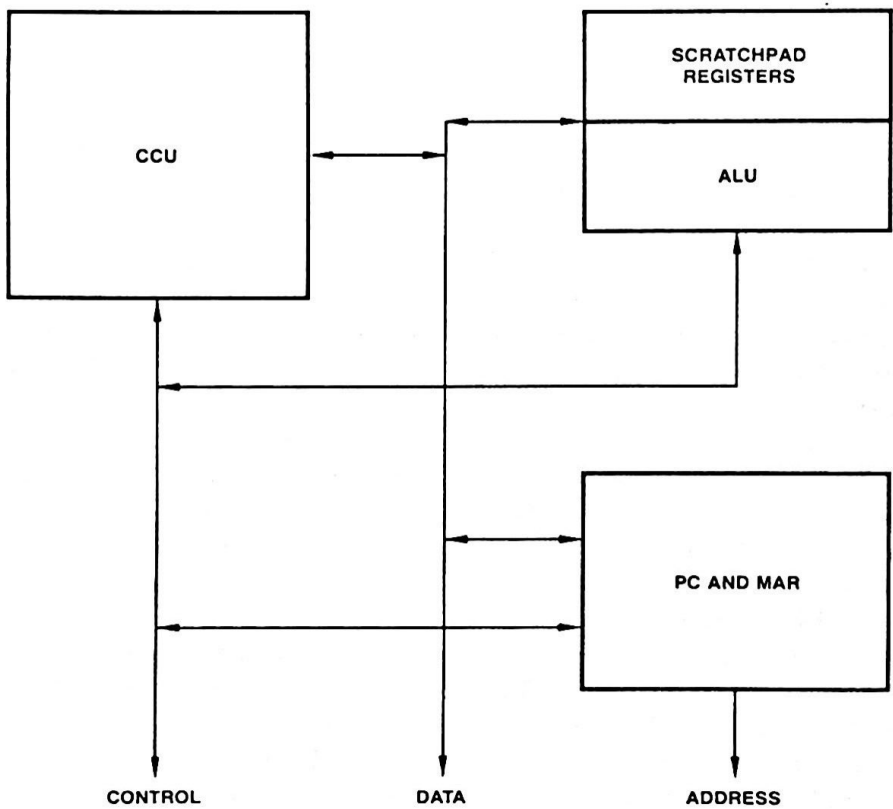 CCU
SCRATCHPAD
REGISTERS
ALU
PC AND MAR
CONTROL
DATA
ADDRESS